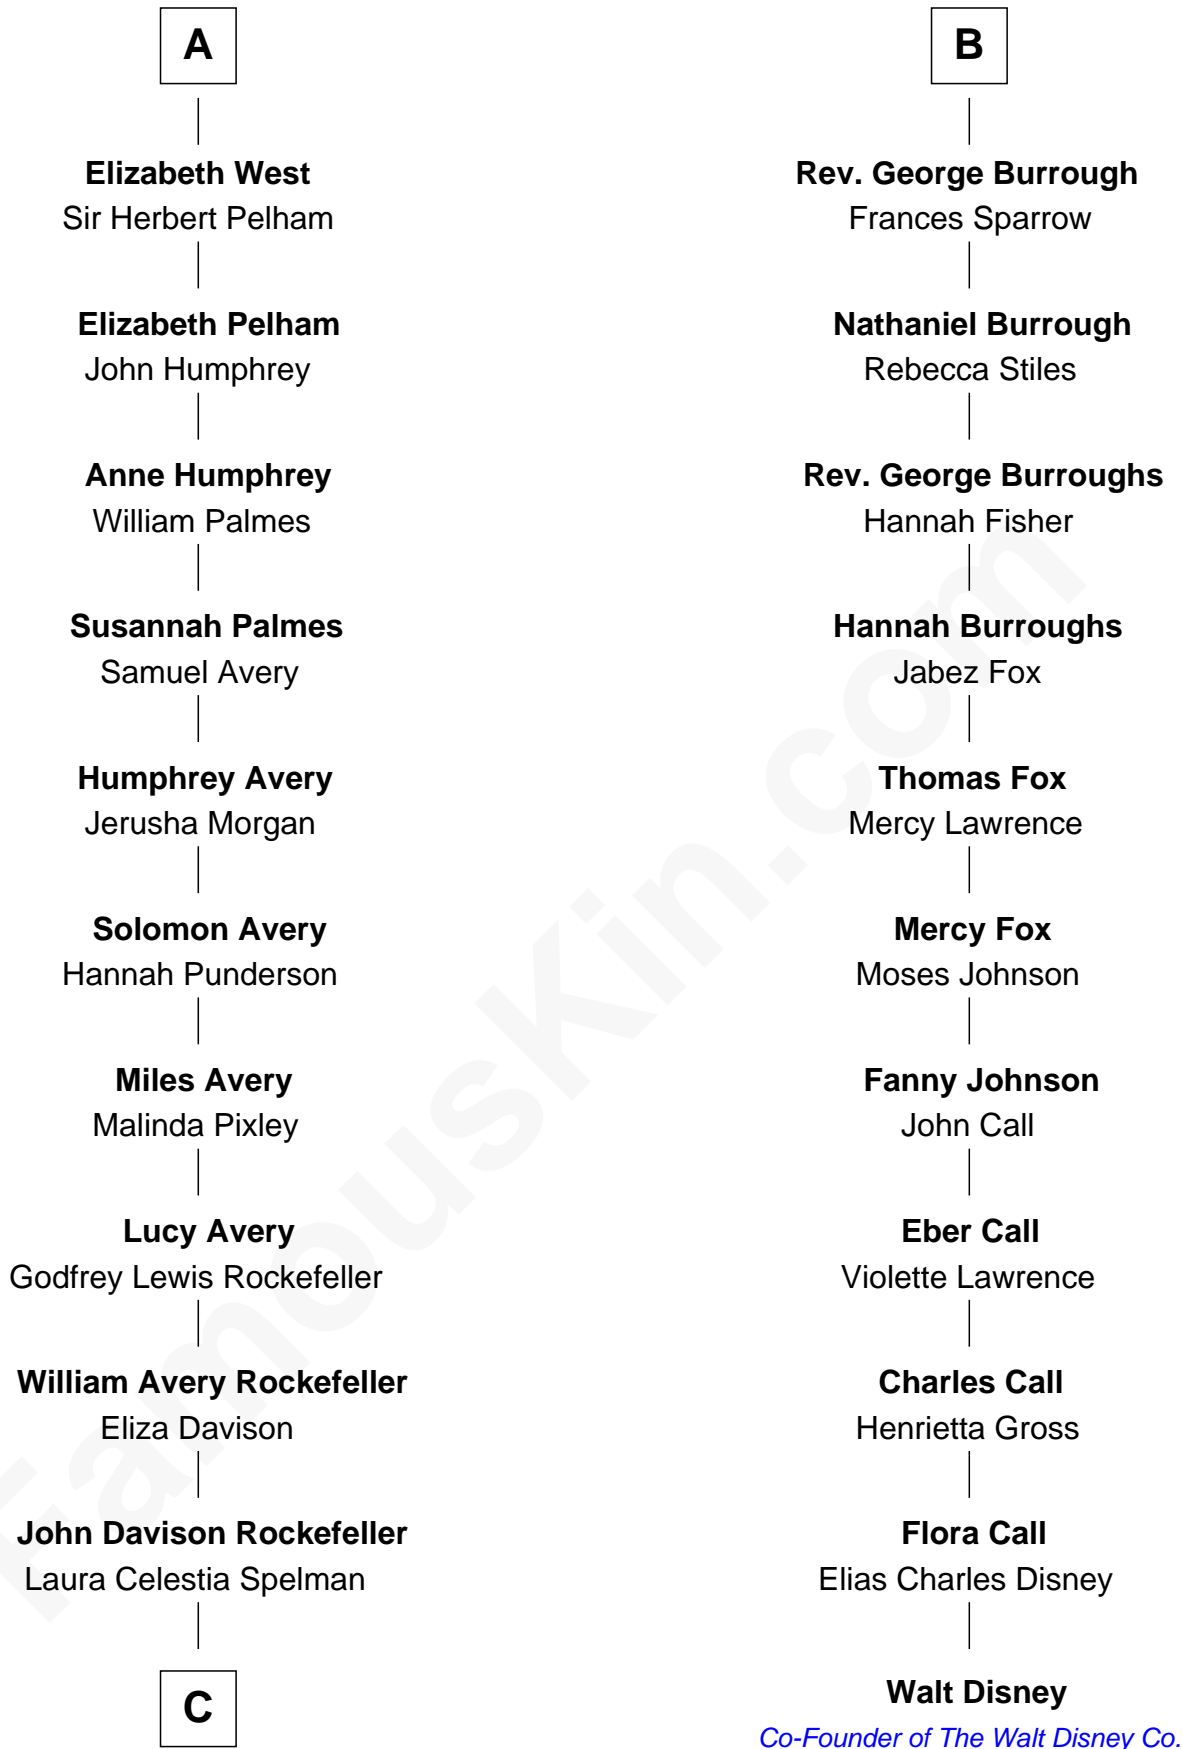 A
Elizabeth West
Sir Herbert Pelham
Elizabeth Pelham
John Humphrey
Anne Humphrey
William Palmes
Susannah Palmes
Samuel Avery
Humphrey Avery
Jerusha Morgan
Solomon Avery
Hannah Punderson
Miles Avery
Malinda Pixley
Lucy Avery
Godfrey Lewis Rockefeller
William Avery Rockefeller
Eliza Davison
John Davison Rockefeller
Laura Celestia Spelman
C
B
Rev. George Burrough
Frances Sparrow
Nathaniel Burrough
Rebecca Stiles
Rev. George Burroughs
Hannah Fisher
Hannah Burroughs
Jabez Fox
Thomas Fox
Mercy Lawrence
Mercy Fox
Moses Johnson
Fanny Johnson
John Call
Eber Call
Violette Lawrence
Charles Call
Henrietta Gross
Flora Call
Elias Charles Disney
Walt Disney
Co-Founder of The Walt Disney Co.
FamousKin.com